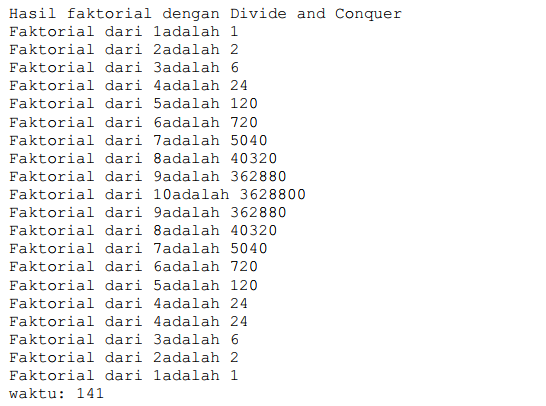 Hasil faktorial dengan Divide and Conquer
Faktorial dari 1adalah 1
Faktorial dari 2adalah 2
Faktorial dari 3adalah 6
Faktorial dari 4adalah 24
Faktorial dari 5adalah 120
Faktorial dari 6adalah 720
Faktorial dari 7adalah 5040
Faktorial dari 8adalah 40320
Faktorial dari 9adalah 362880
Faktorial dari 10adalah 3628800
Faktorial dari 9adalah 362880
Faktorial dari 8adalah 40320
Faktorial dari 7adalah 5040
Faktorial dari 6adalah 720
Faktorial dari 5adalah 120
Faktorial dari 4adalah 24
Faktorial dari 4adalah 24
Faktorial dari 3adalah 6
Faktorial dari 2adalah 2
Faktorial dari 1adalah 1
waktu: 141